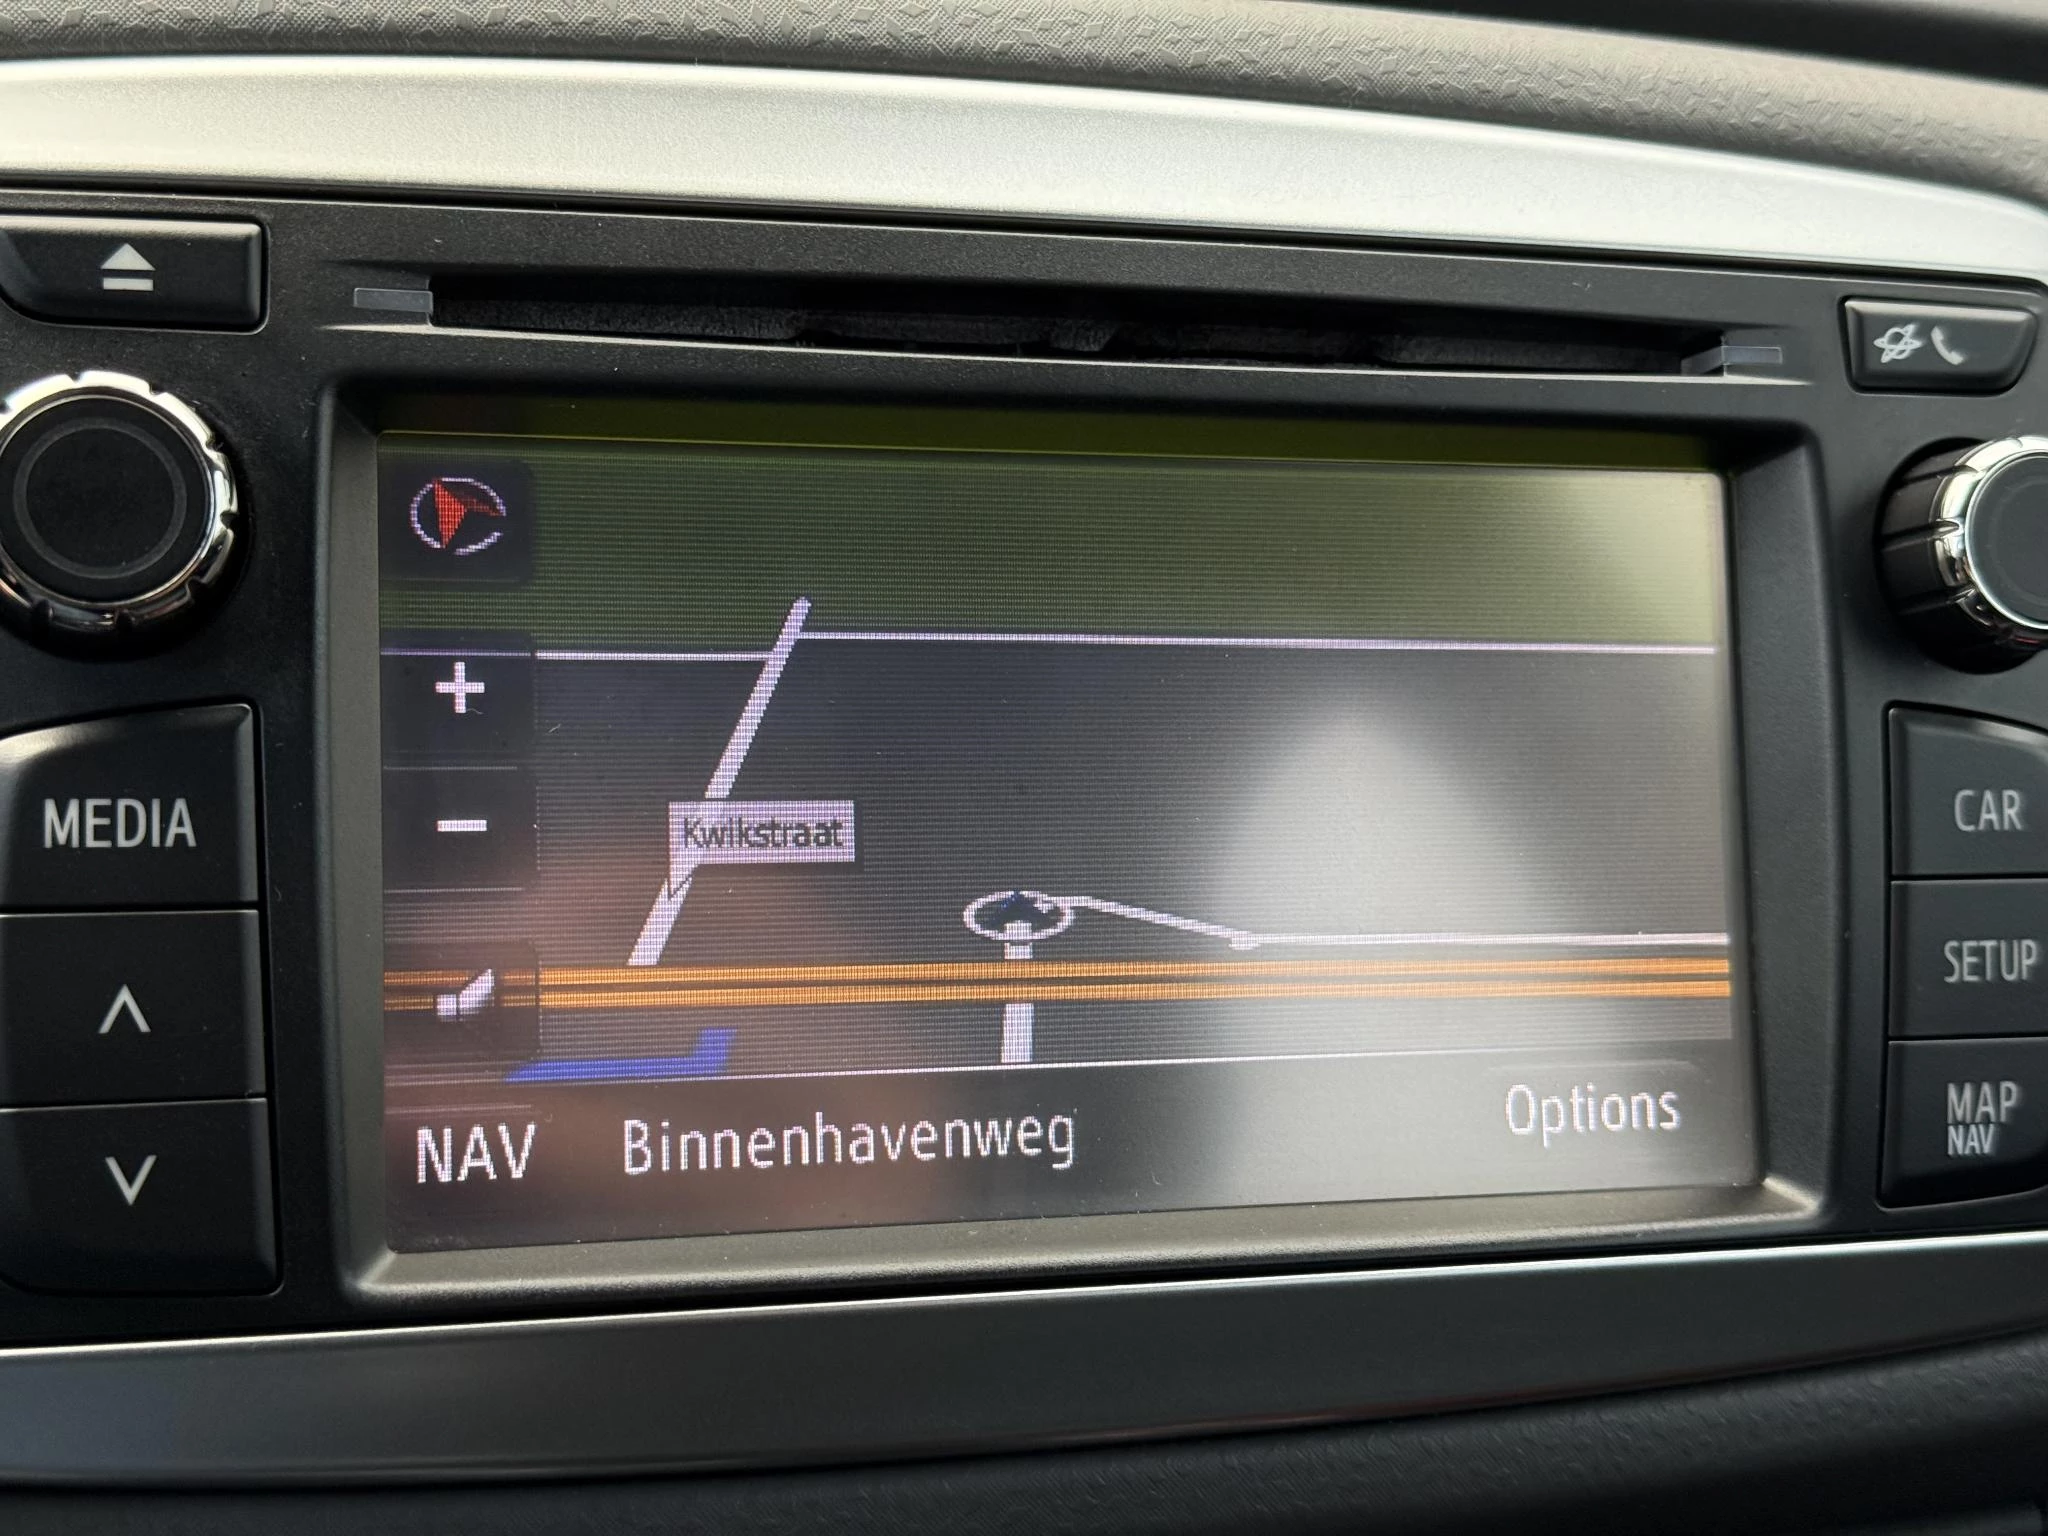 MEDIA
+
−
Kwikstraat
NAV Binnenhavenweg Options
CAR
SETUP
MAP
NAV